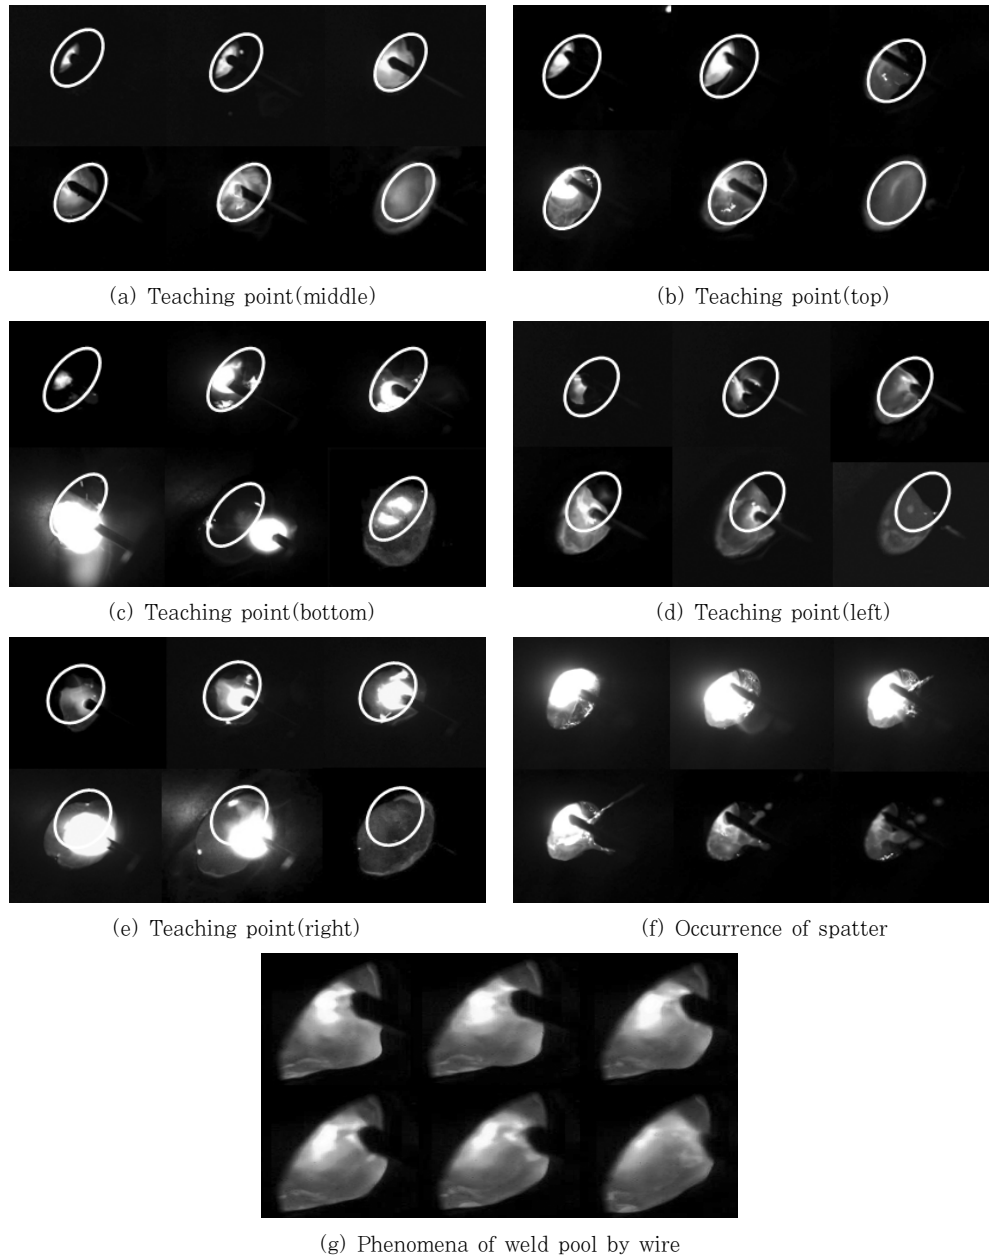 (a) Teaching point(middle)
(b) Teaching point(top)
(c) Teaching point(bottom)
(d) Teaching point(left)
(e) Teaching point(right)
(f) Occurrence of spatter
(g) Phenomena of weld pool by wire